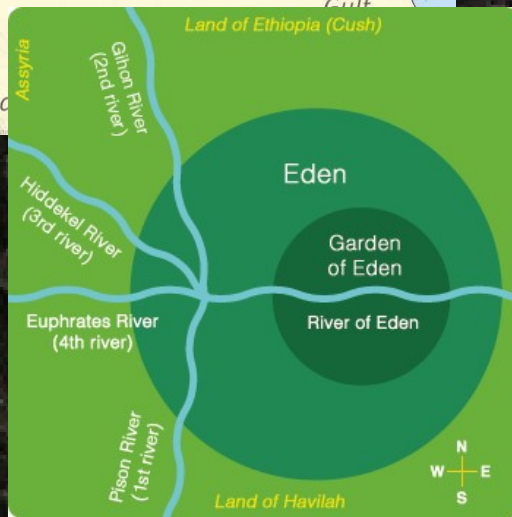 Gulf
Land of Ethiopia (Cush)
Assyria
Gihon River
(2nd river)
Eden
Hiddekel River
(3rd river)
Garden
of Eden
Euphrates River
(4th river)
River of Eden
Pison River
(1st river)
Land of Havilah
N
W
E
S